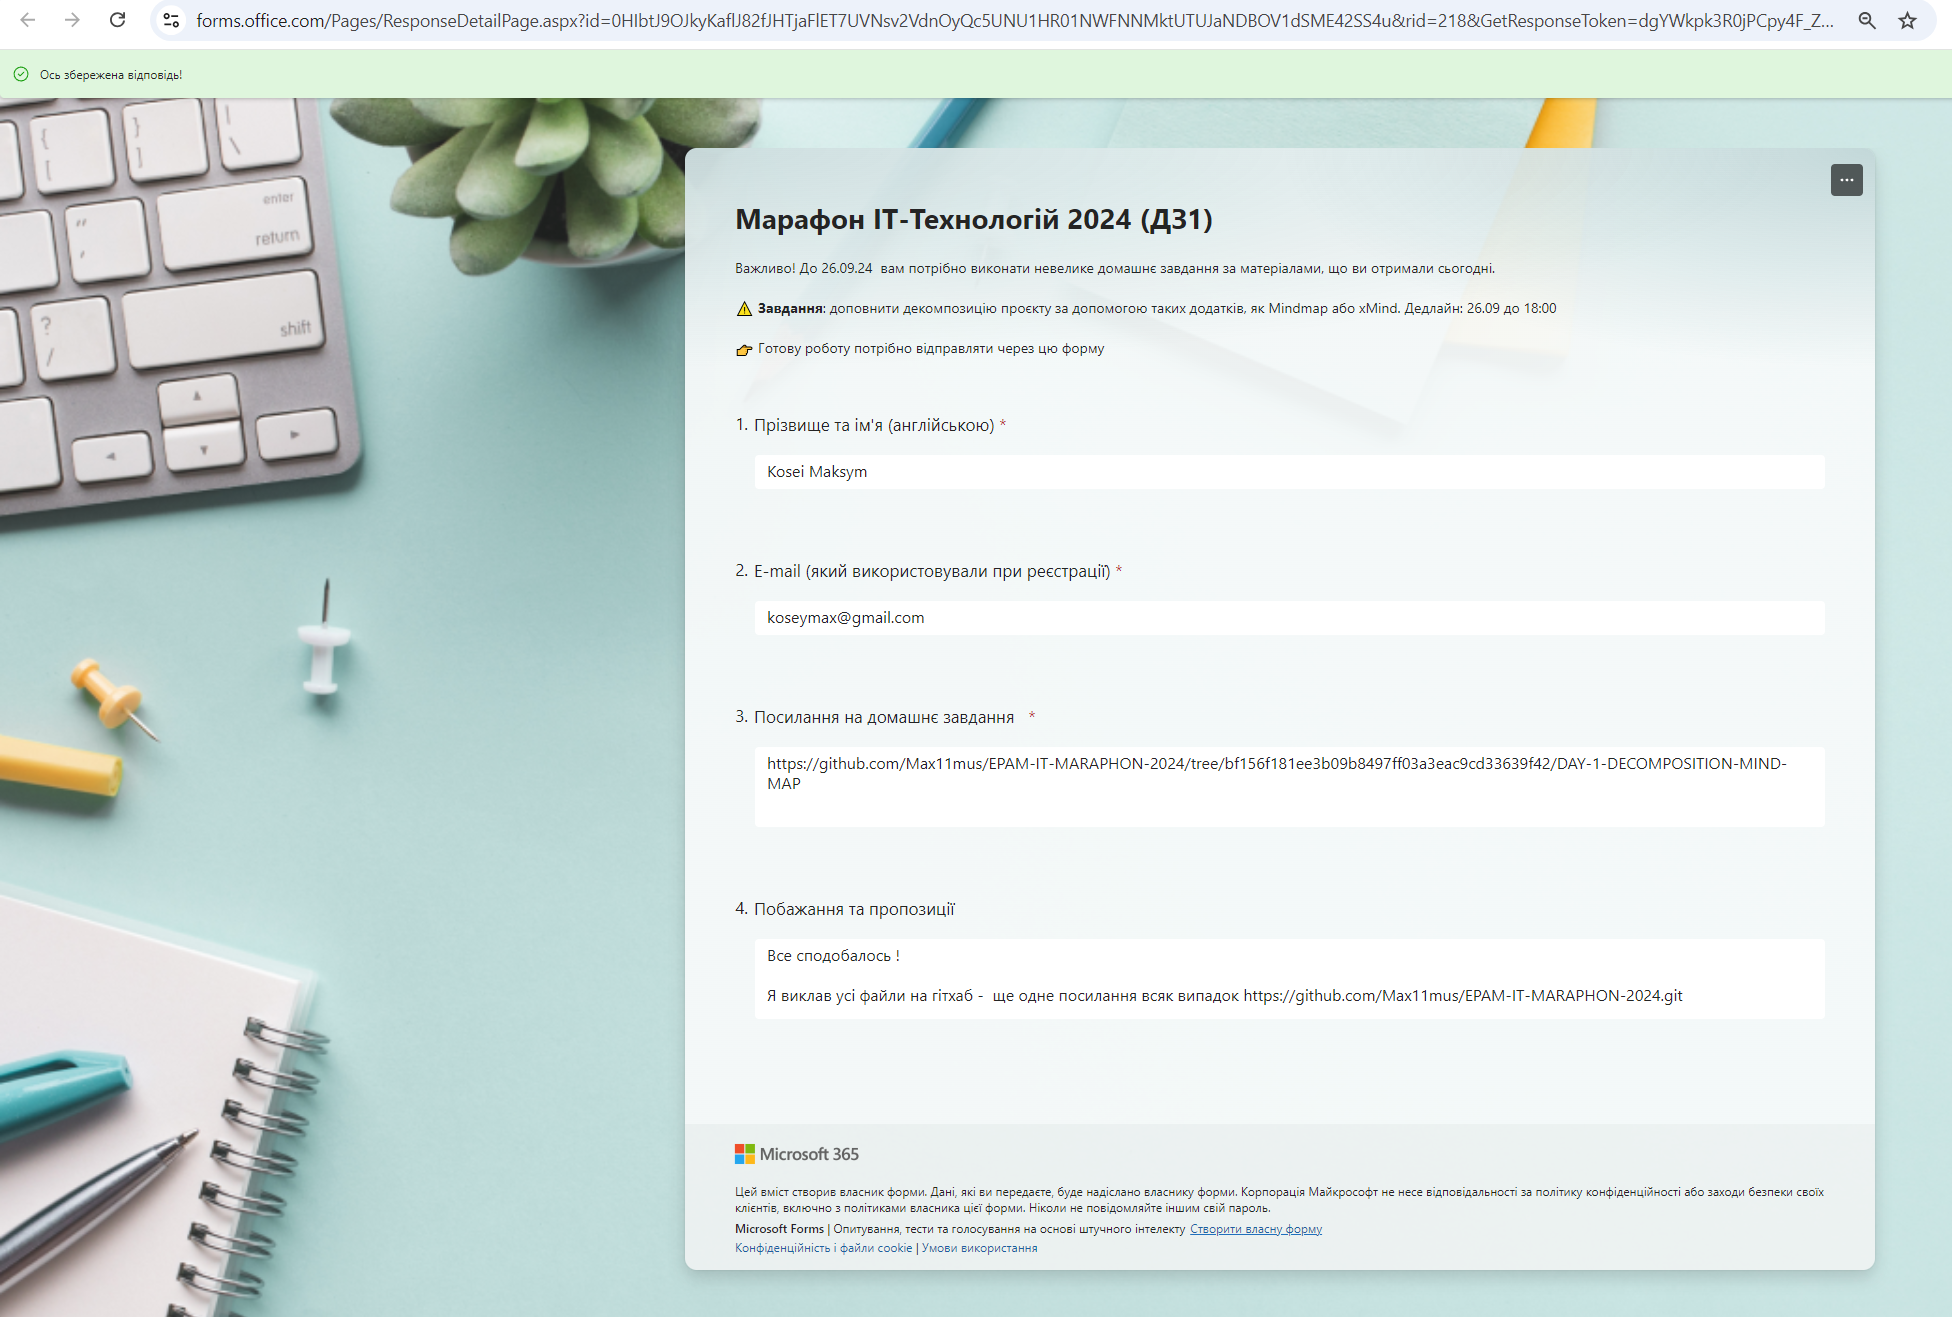 forms.office.com/Pages/ResponseDetailPage.aspx?id=0HIbtJ9OJkyKaflJ82fJHTjaFlET7UVNsv2VdnOyQc5UNU1HR01NWFNNMktUTUJaNDBOV1dSME42SS4u&rid=218&GetResponseToken=dgYWkpk3R0jPCpy4F_Z...
Ось збережена відповідь!
{
[
}
]
|
\
enter
return
"
,
shift
?
/
Марафон ІТ-Технологій 2024 (ДЗ1)
Важливо! До 26.09.24  вам потрібно виконати невелике домашнє завдання за матеріалами, що ви отримали сьогодні.
⚠️ Завдання: доповнити декомпозицію проєкту за допомогою таких додатків, як Mindmap або xMind. Дедлайн: 26.09 до 18:00
👉 Готову роботу потрібно відправляти через цю форму
1. Прізвище та ім'я (англійською) *
Kosei Maksym
2. E-mail (який використовували при реєстрації) *
koseymax@gmail.com
3. Посилання на домашнє завдання *
https://github.com/Max11mus/EPAM-IT-MARAPHON-2024/tree/bf156f181ee3b09b8497ff03a3eac9cd33639f42/DAY-1-DECOMPOSITION-MIND-
MAP
4. Побажання та пропозиції
Все сподобалось !
Я виклав усі файли на гітхаб -  ще одне посилання всяк випадок https://github.com/Max11mus/EPAM-IT-MARAPHON-2024.git
Microsoft 365
Цей вміст створив власник форми. Дані, які ви передаєте, буде надіслано власнику форми. Корпорація Майкрософт не несе відповідальності за політику конфіденційності або заходи безпеки своїх
клієнтів, включно з політиками власника цієї форми. Ніколи не повідомляйте іншим свій пароль.
Microsoft Forms | Опитування, тести та голосування на основі штучного інтелекту Створити власну форму
Конфіденційність і файли cookie | Умови використання